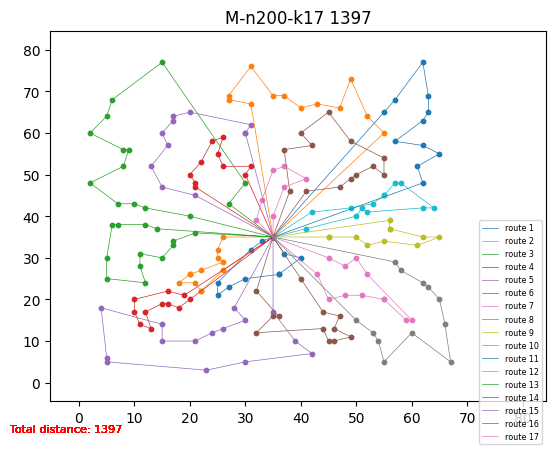 M-n200-k17 1397
80
70
60
50
40
30
20
10
0
0
10
20
30
40
50
60
70
80
route 1
route 2
route 3
route 4
route 5
route 6
route 7
route 8
route 9
route 10
route 11
route 12
route 13
route 14
route 15
route 16
route 17
Total distance: 1397